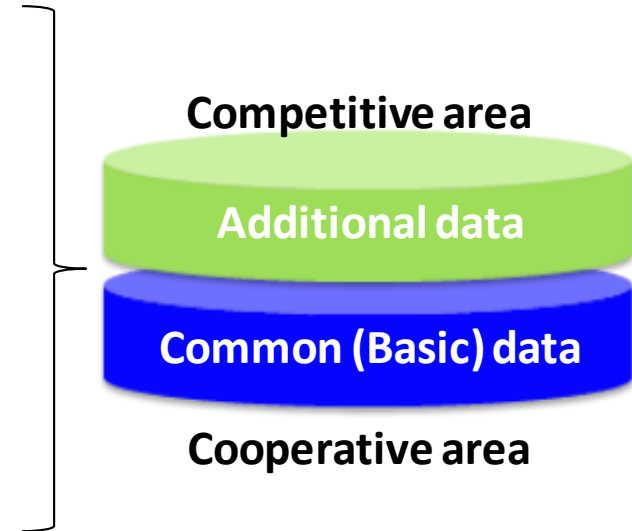 Competitive area
Additional data
Common (Basic) data
Cooperative area